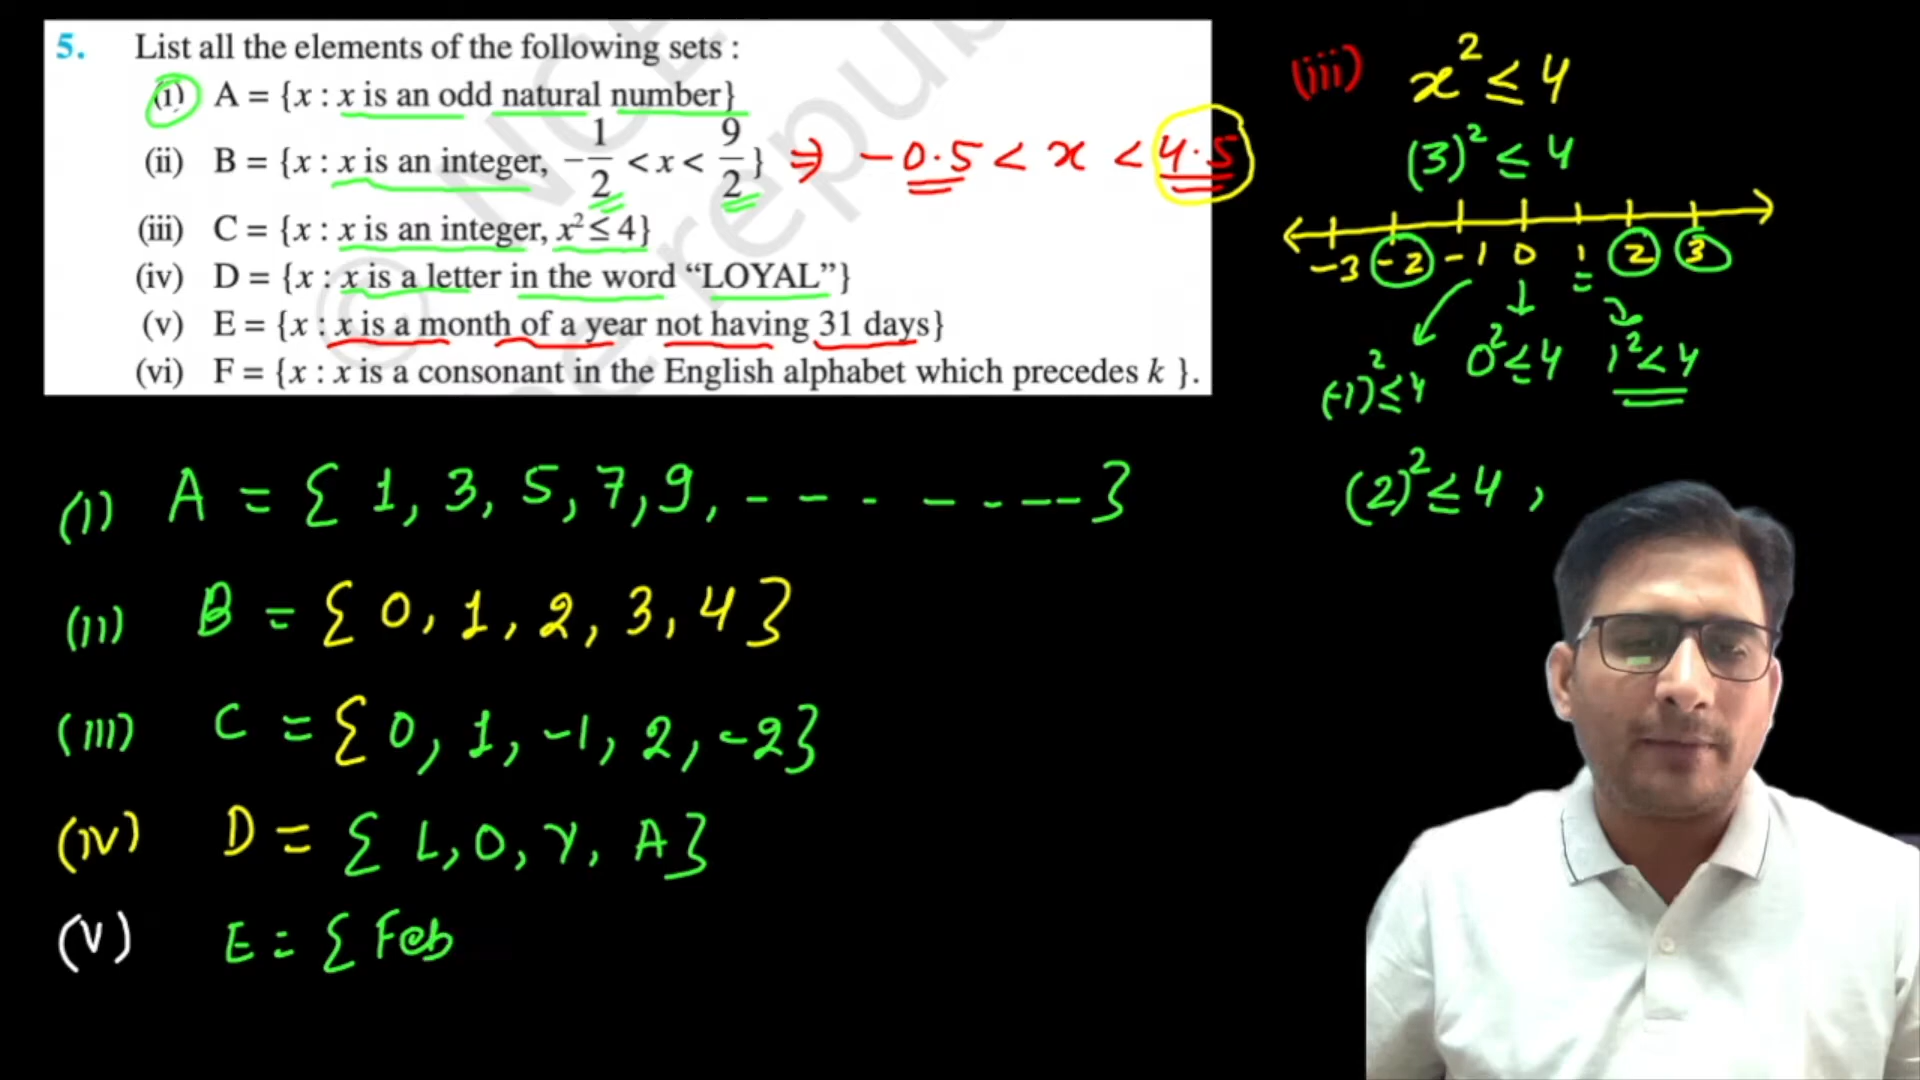 5. List all the elements of the following sets :
(i) A = {x : x is an odd natural number}
(ii) B = {x : x is an integer, -1/2 < x < 9/2} ⇒ -0.5 < x < 4.5
(iii) C = {x : x is an integer, x² ≤ 4}
(iv) D = {x : x is a letter in the word “LOYAL”}
(v) E = {x : x is a month of a year not having 31 days}
(vi) F = {x : x is a consonant in the English alphabet which precedes k }.
(iii) x² ≤ 4
(3)² ≤ 4
-3 -2 -1 0 1 2 3
(-1)² ≤ 4 0² ≤ 4 1² < 4
(2)² ≤ 4 ,
(I) A = { 1, 3, 5, 7, 9, - - - - - - - }
(II) B = { 0, 1, 2, 3, 4 }
(III) C = { 0, 1, -1, 2, -2 }
(IV) D = { L, O, Y, A }
(V) E = { Feb